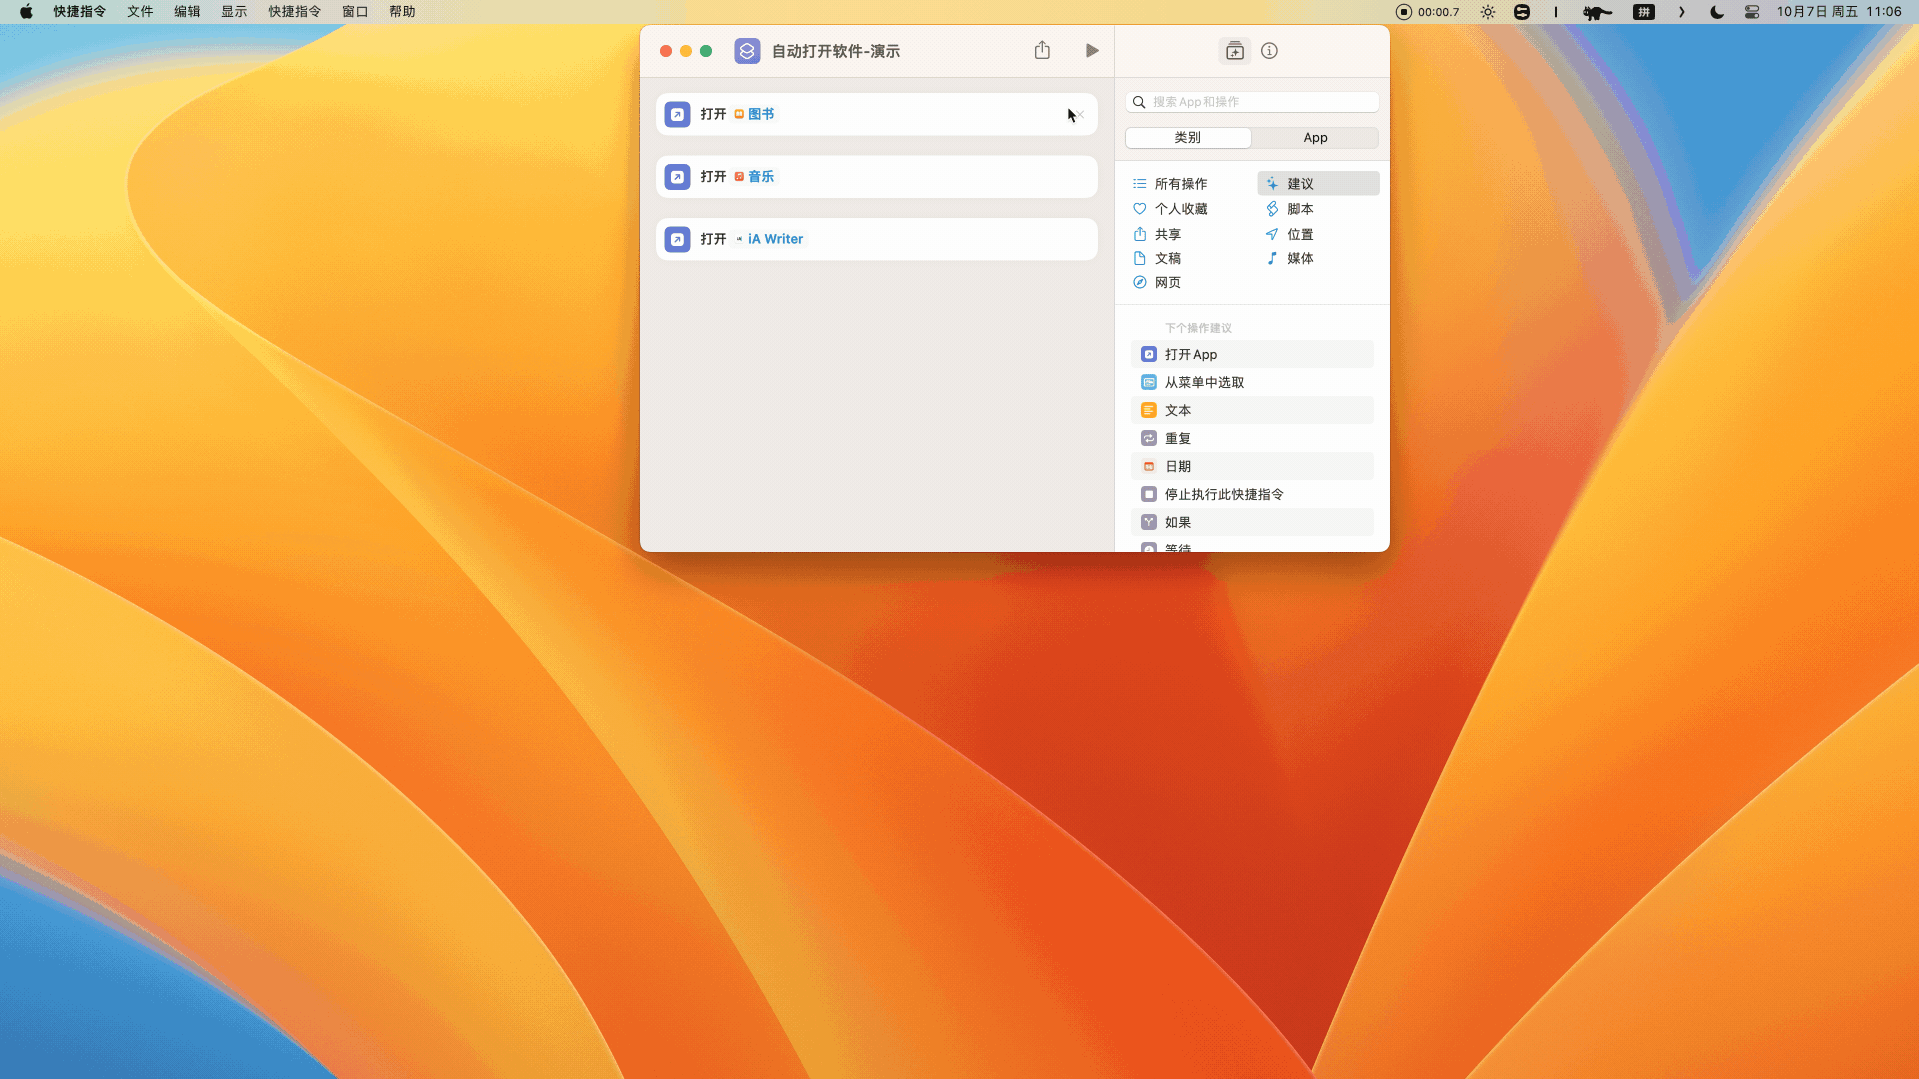 快捷指令 文件 编辑 显示 快捷指令 窗口 帮助 00:00.7 拼 10月7日 周五 11:06
自动打开软件-演示
打开 图书
打开 音乐
打开 iA Writer
搜索 App 和操作
类别 App
所有操作 建议
个人收藏 脚本
共享 位置
文稿 媒体
网页
下个操作建议
打开 App
从菜单中选取
文本
重复
日期
停止执行此快捷指令
如果
等待